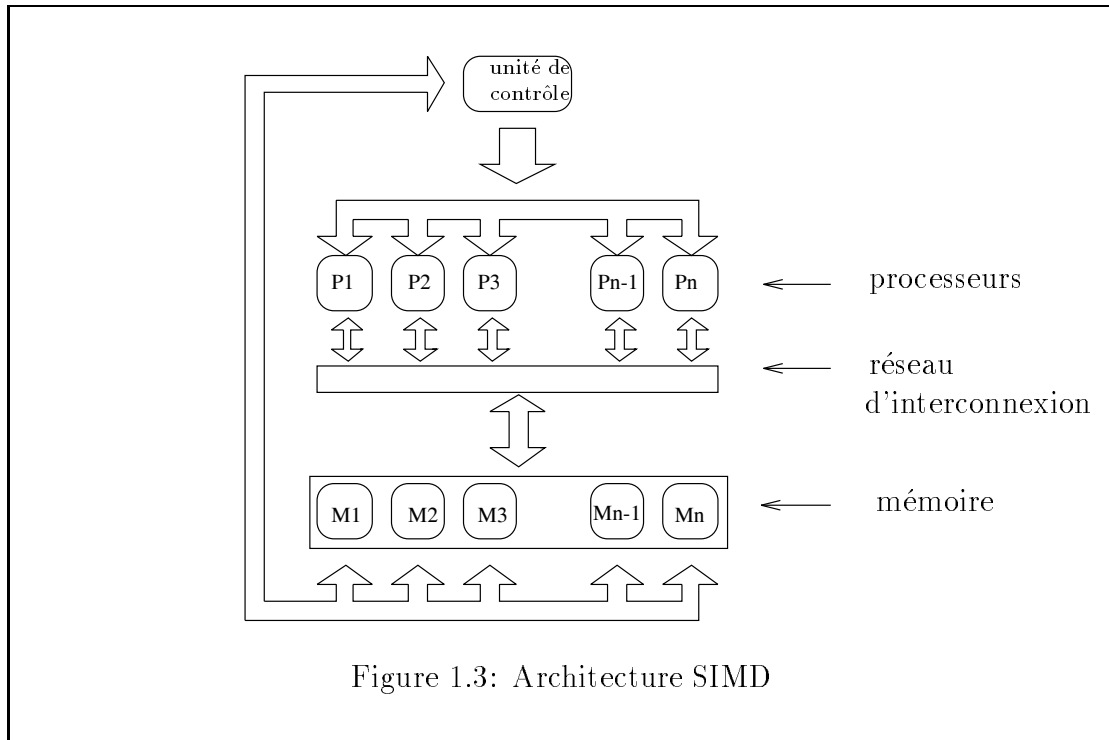 unité de
contrôle
P1 P2 P3 Pn-1 Pn
processeurs
réseau
d'interconnexion
M1 M2 M3 Mn-1 Mn
mémoire
Figure 1.3: Architecture SIMD